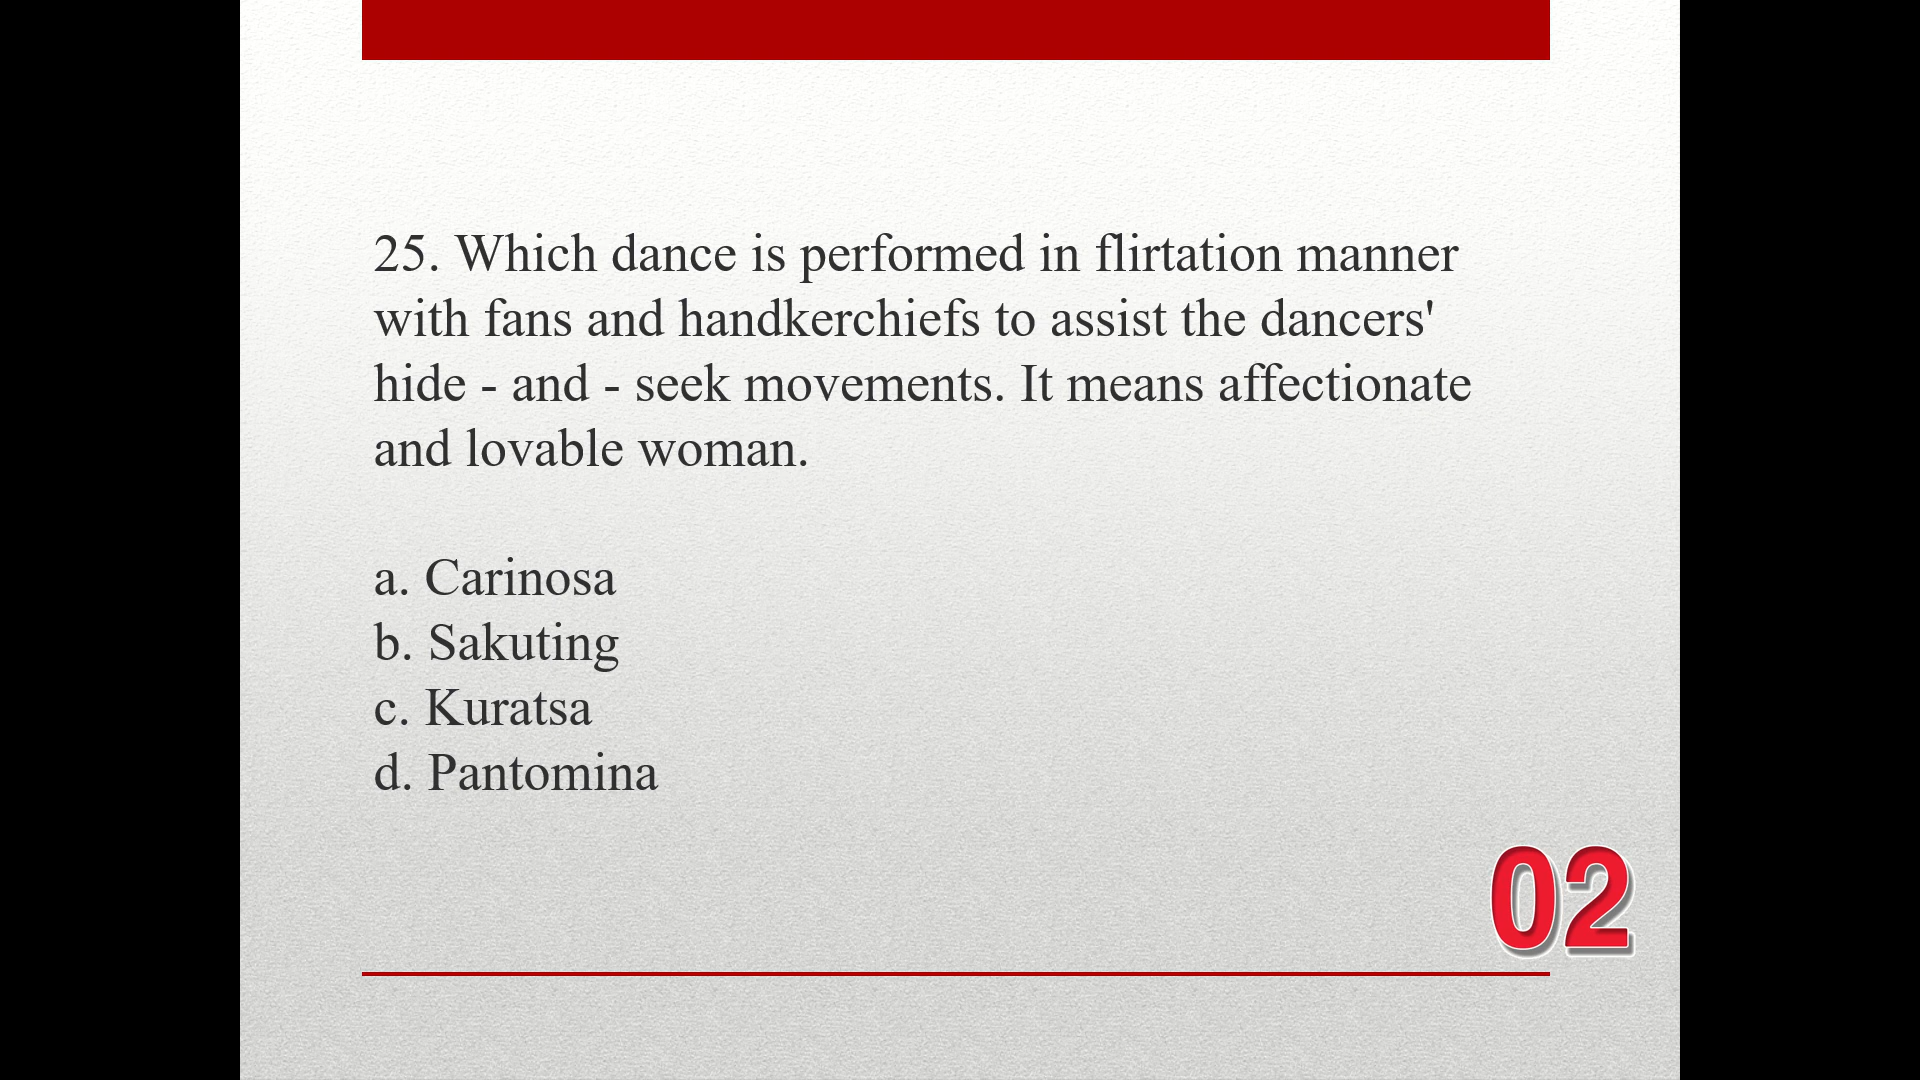 25. Which dance is performed in flirtation manner
with fans and handkerchiefs to assist the dancers'
hide - and - seek movements. It means affectionate
and lovable woman.
a. Carinosa
b. Sakuting
c. Kuratsa
d. Pantomina
02